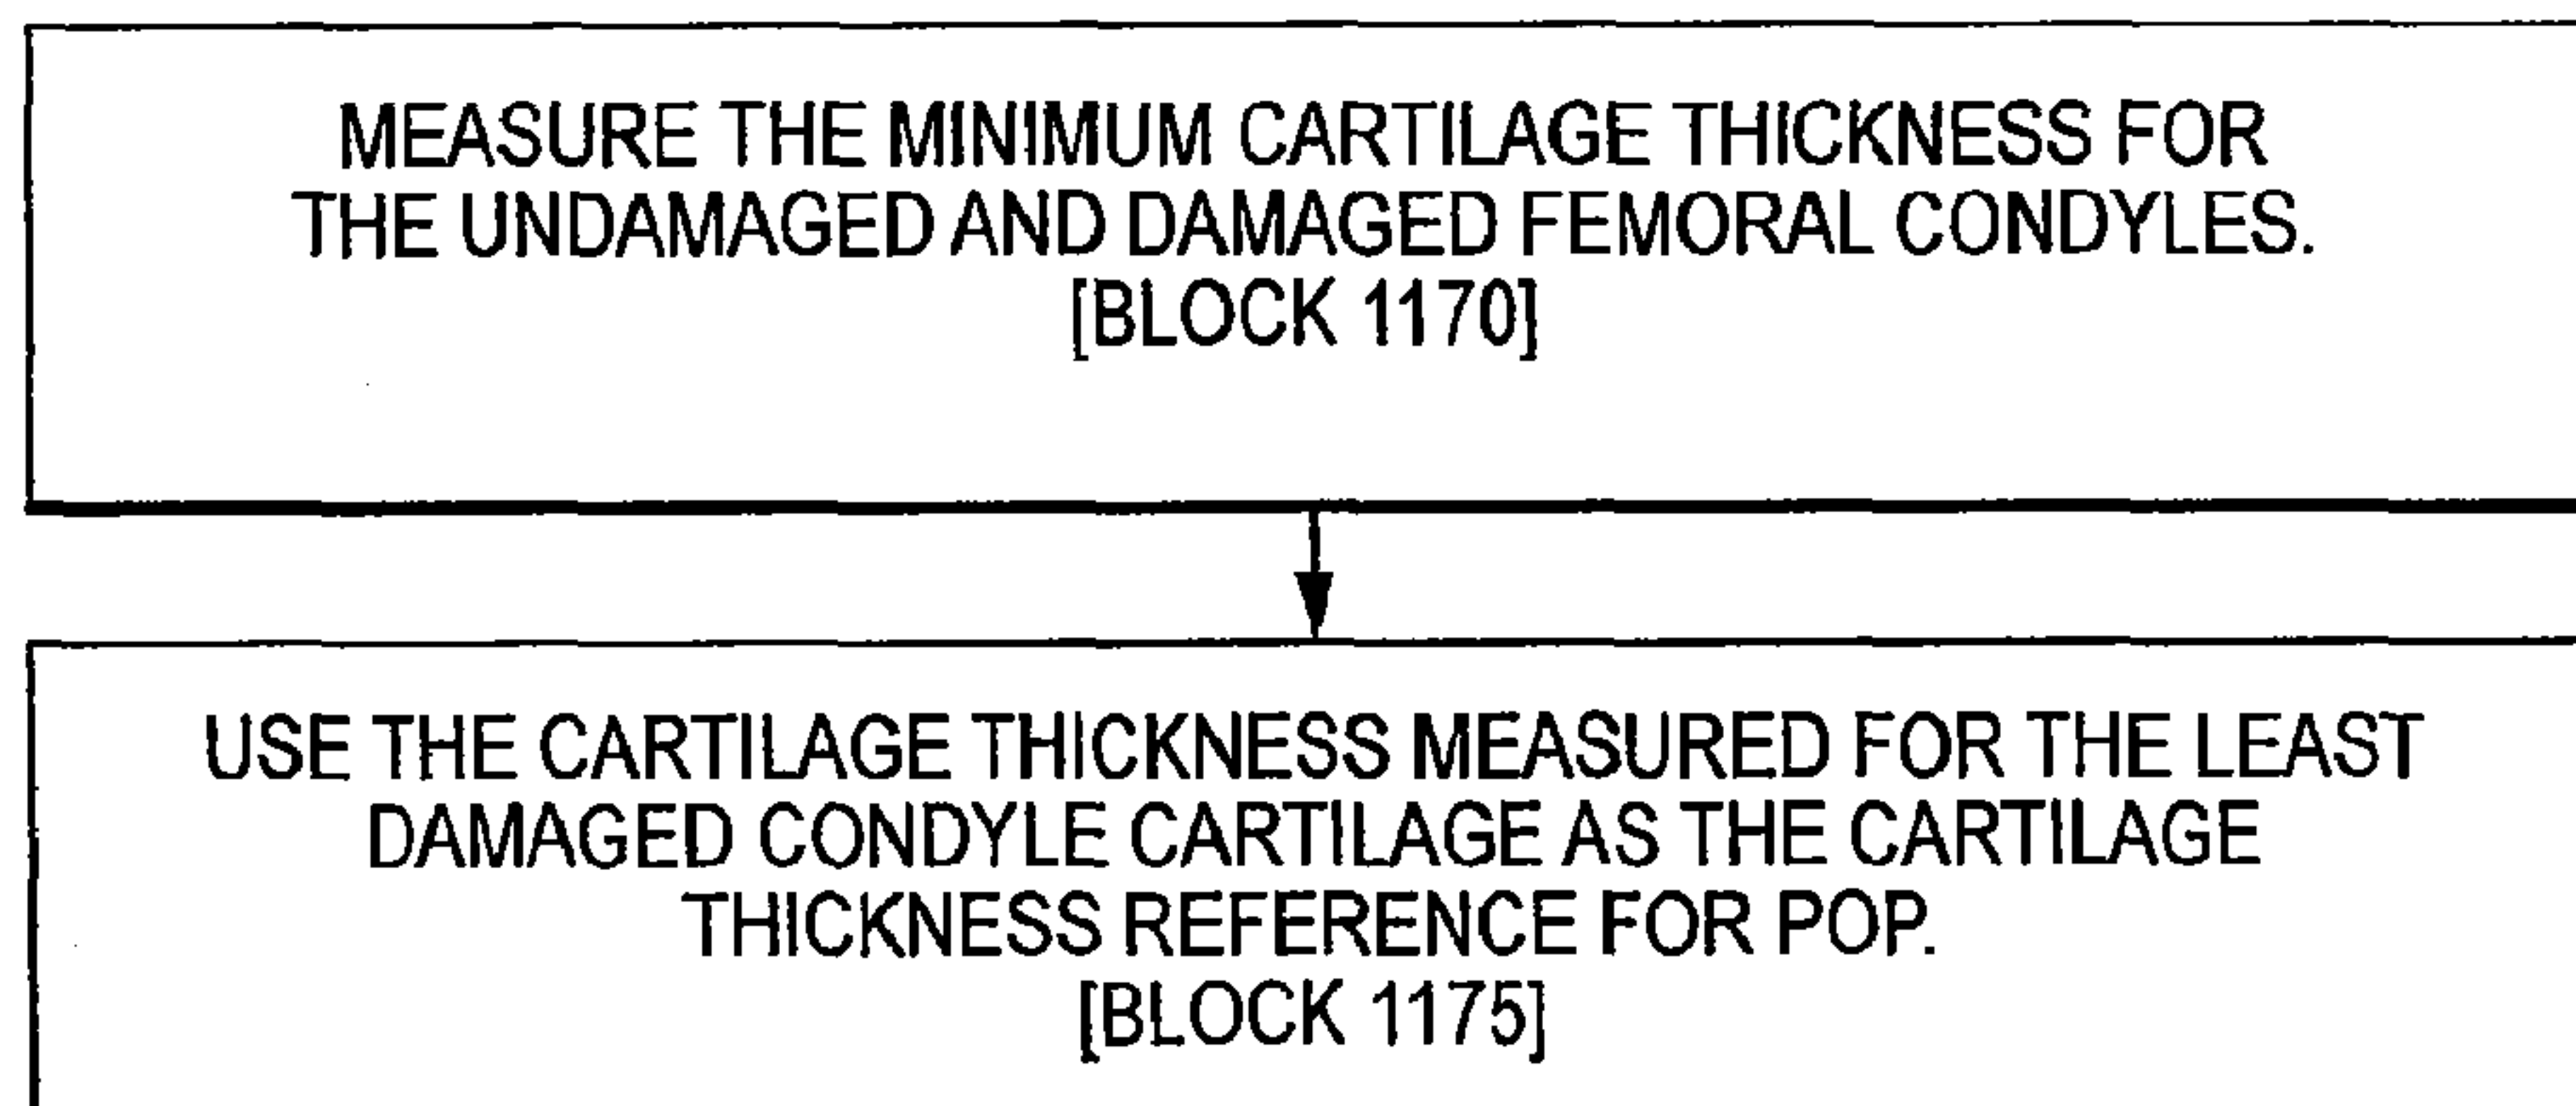 MEASURE THE MINIMUM CARTILAGE THICKNESS FOR
THE UNDAMAGED AND DAMAGED FEMORAL CONDYLES.
[BLOCK 1170]
USE THE CARTILAGE THICKNESS MEASURED FOR THE LEAST
DAMAGED CONDYLE CARTILAGE AS THE CARTILAGE
THICKNESS REFERENCE FOR POP.
[BLOCK 1175]